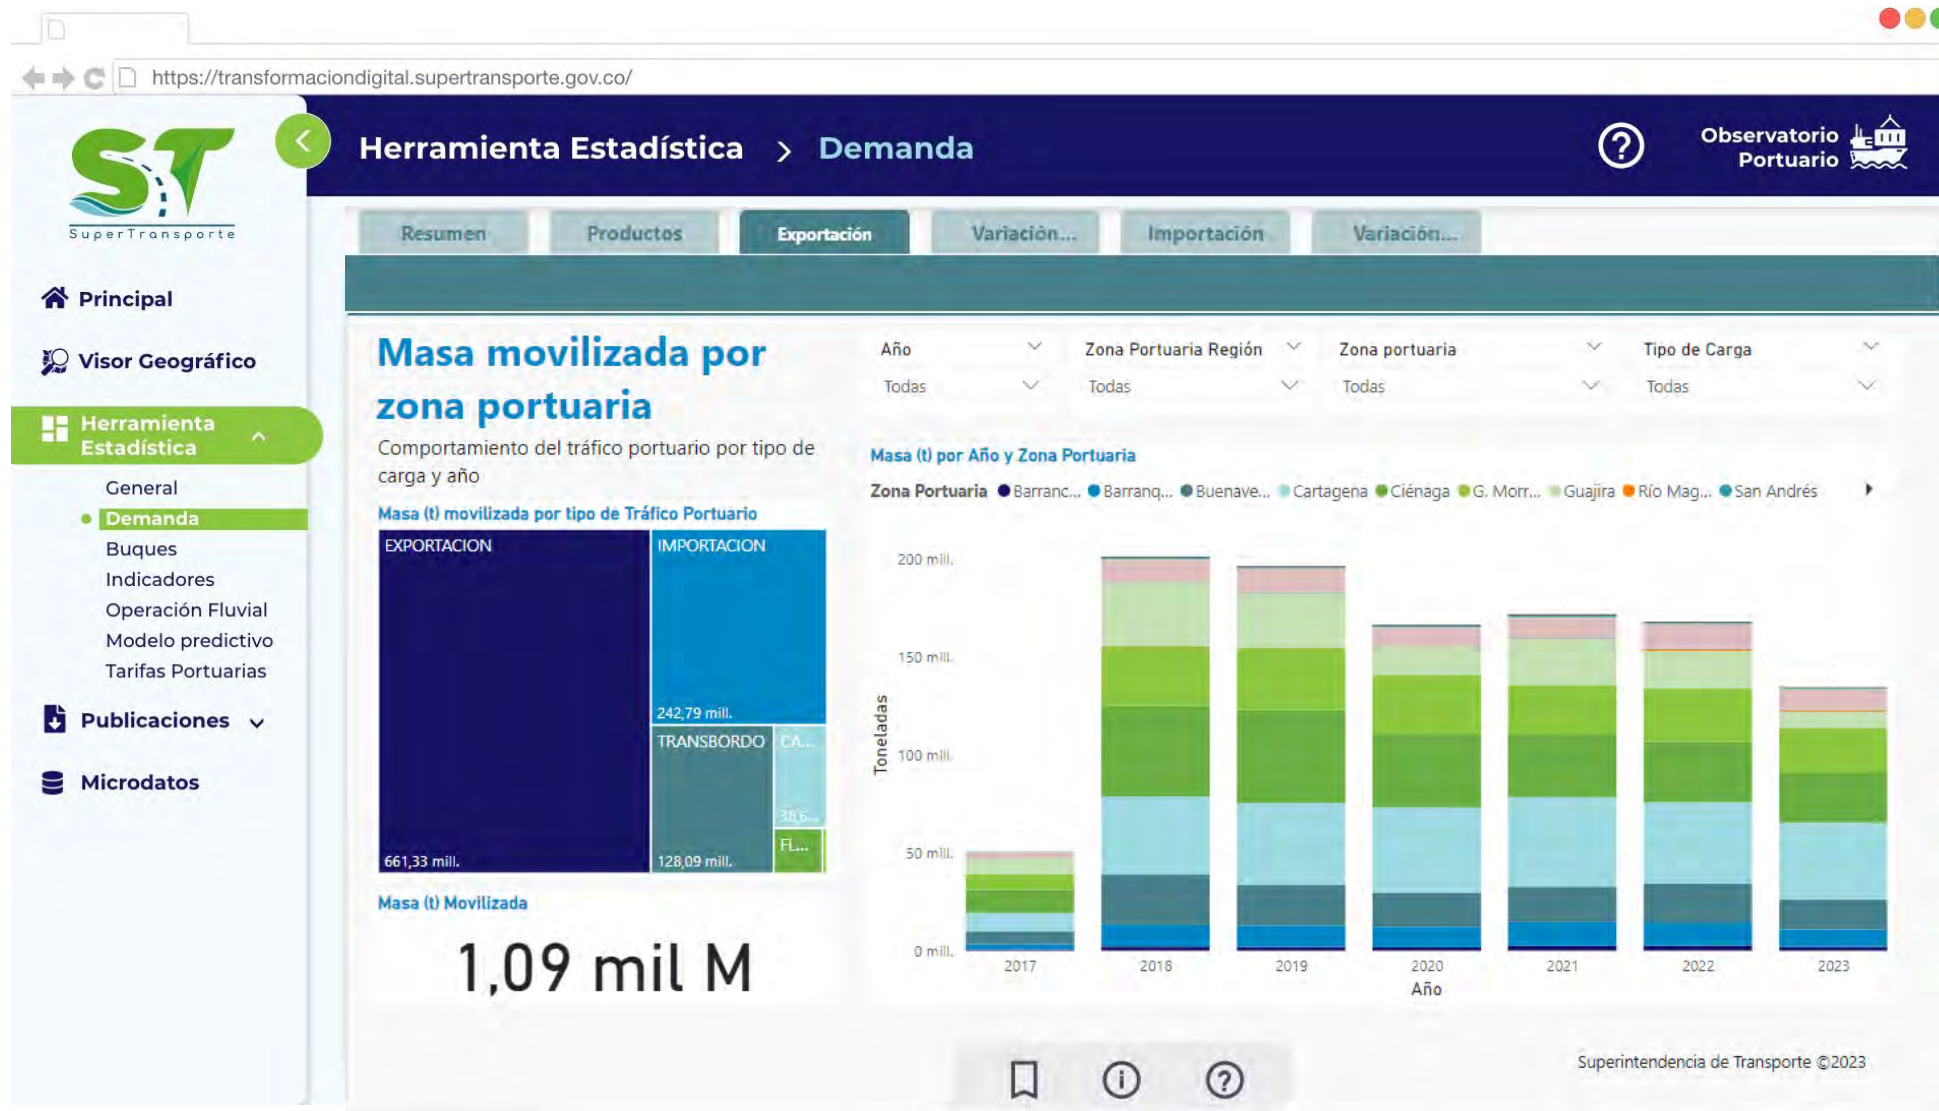 https://transformaciondigital.supertransporte.gov.co/
ST
SuperTransporte
Herramienta Estadística > Demanda
Observatorio
Portuario
Resumen
Productos
Exportación
Variación...
Importación
Variación...
Principal
Visor Geográfico
Herramienta
Estadística
General
Demanda
Buques
Indicadores
Operación Fluvial
Modelo predictivo
Tarifas Portuarias
Publicaciones
Microdatos
Masa movilizada por
zona portuaria
Comportamiento del tráfico portuario por tipo de
carga y año
Masa (t) movilizada por tipo de Tráfico Portuario
EXPORTACION
661,33 mill.
IMPORTACION
242,79 mill.
TRANSBORDO
128,09 mill.
CA...
38,6...
FL...
Masa (t) Movilizada
1,09 mil M
Año
Todas
Zona Portuaria Región
Todas
Zona portuaria
Todas
Tipo de Carga
Todas
Masa (t) por Año y Zona Portuaria
Zona Portuaria Barranc... Barranq... Buenave... Cartagena Ciénaga G. Morr... Guajira Río Mag... San Andrés
Toneladas
200 mill.
150 mill.
100 mill.
50 mill.
0 mill.
2017 2018 2019 2020 2021 2022 2023
Año
Superintendencia de Transporte ©2023